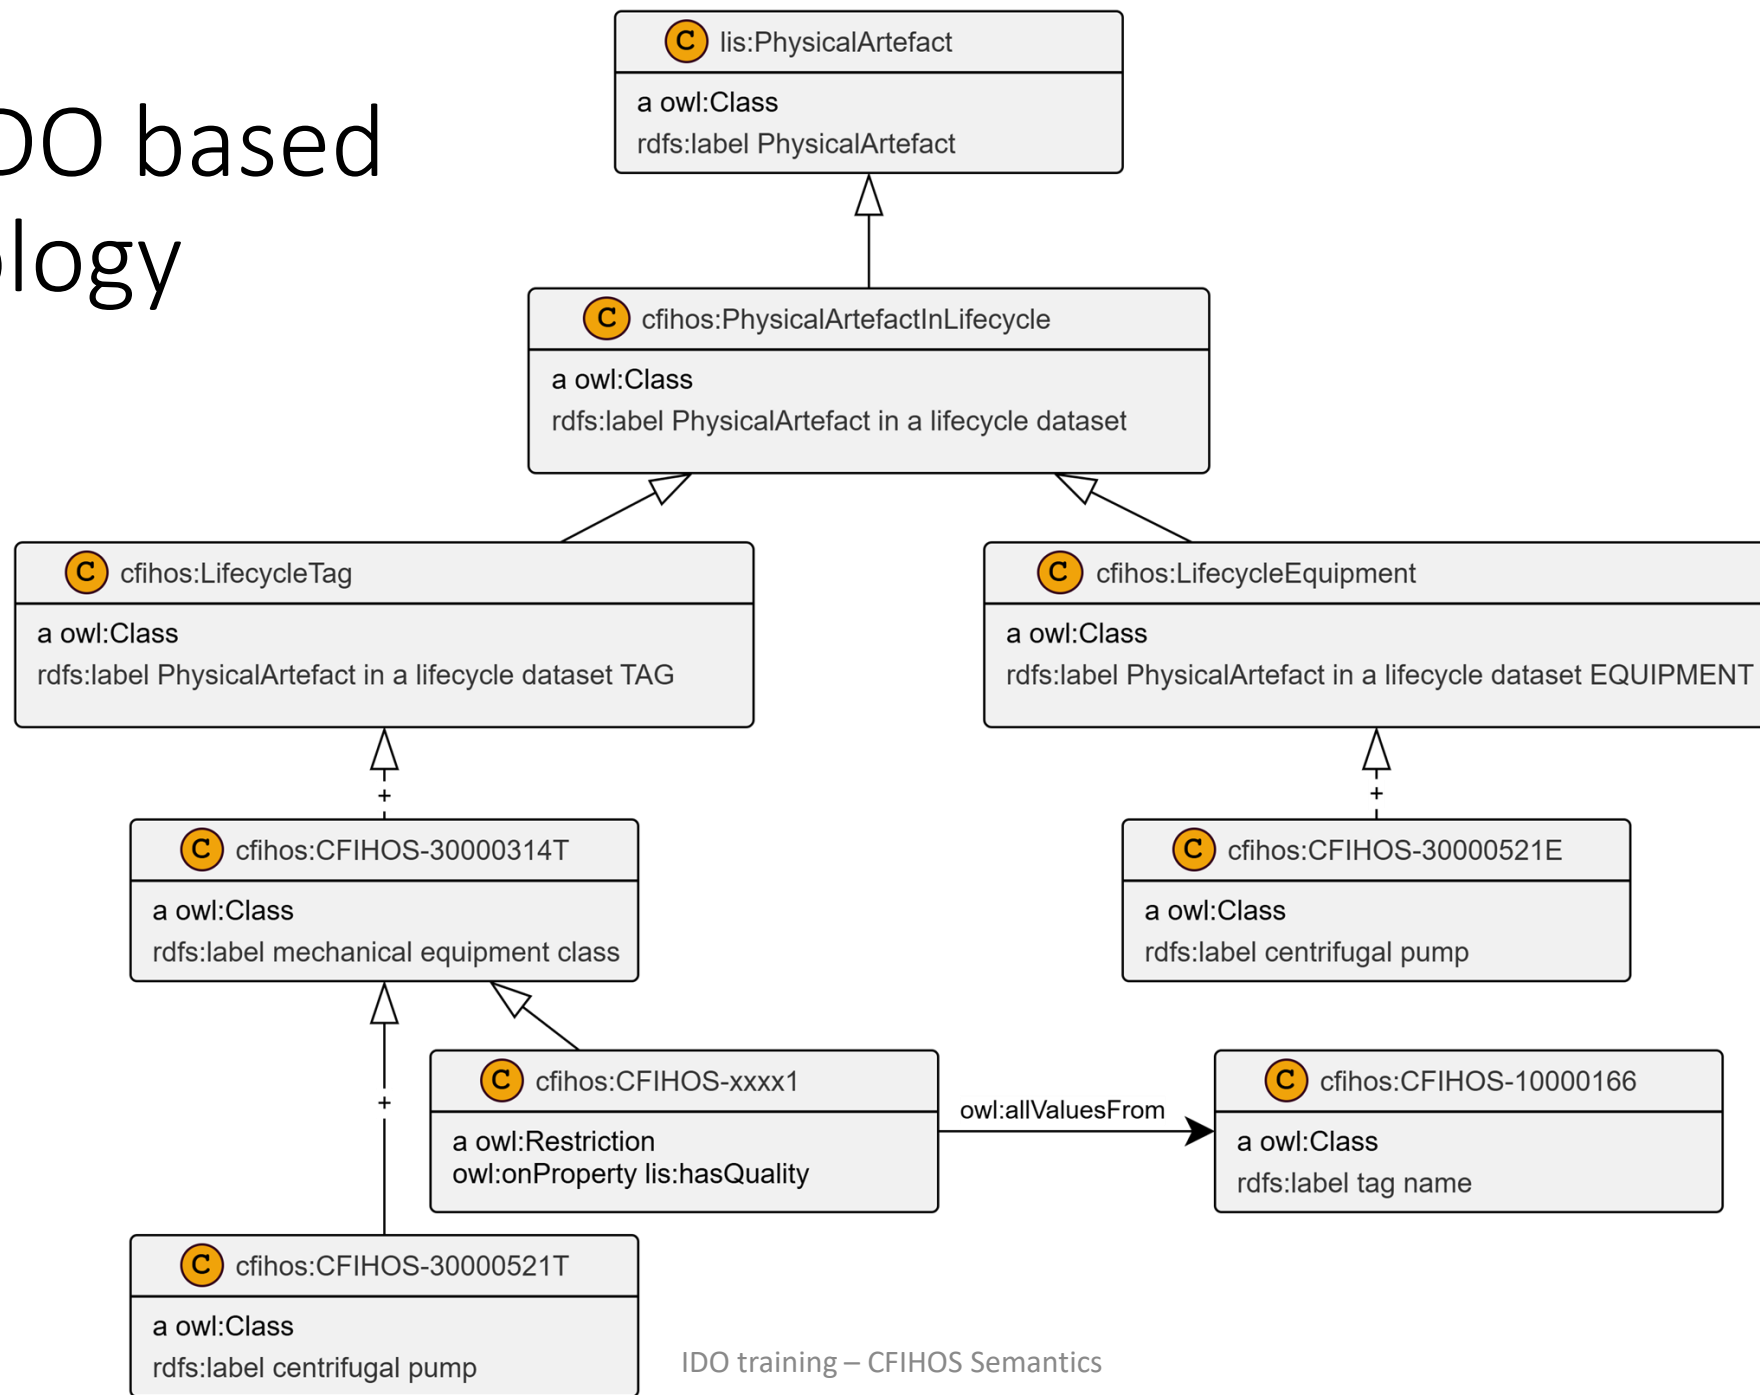 C lis:PhysicalArtefact
a owl:Class
rdfs:label PhysicalArtefact
DO based
ology
C cfihos:PhysicalArtefactInLifecycle
a owl:Class
rdfs:label PhysicalArtefact in a lifecycle dataset
C cfihos:LifecycleTag
a owl:Class
rdfs:label PhysicalArtefact in a lifecycle dataset TAG
C cfihos:LifecycleEquipment
a owl:Class
rdfs:label PhysicalArtefact in a lifecycle dataset EQUIPMENT
+
+
C cfihos:CFIHOS-30000314T
a owl:Class
rdfs:label mechanical equipment class
C cfihos:CFIHOS-30000521E
a owl:Class
rdfs:label centrifugal pump
+
C cfihos:CFIHOS-xxxx1
a owl:Restriction
owl:onProperty lis:hasQuality
owl:allValuesFrom
C cfihos:CFIHOS-10000166
a owl:Class
rdfs:label tag name
C cfihos:CFIHOS-30000521T
a owl:Class
rdfs:label centrifugal pump
IDO training – CFIHOS Semantics